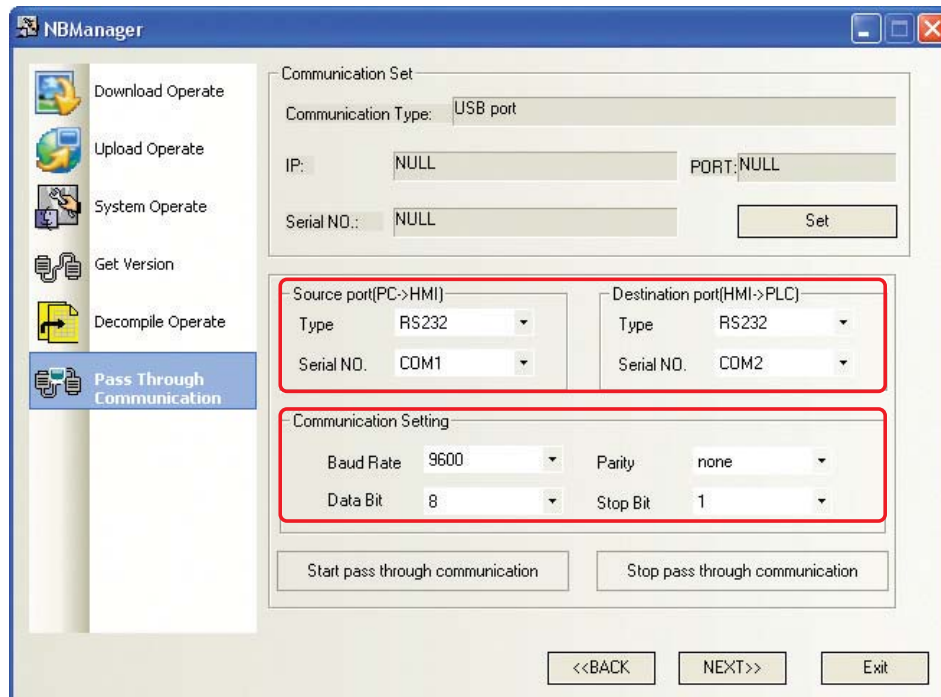 NBManager
Download Operate
Upload Operate
System Operate
Get Version
Decompile Operate
Pass Through
Communication
Communication Set
Communication Type: USB port
IP: NULL PORT: NULL
Serial NO.: NULL Set
Source port(PC->HMI)
Type RS232
Serial NO. COM1
Destination port(HMI->PLC)
Type RS232
Serial NO. COM2
Communication Setting
Baud Rate 9600 Parity none
Data Bit 8 Stop Bit 1
Start pass through communication Stop pass through communication
<<BACK NEXT>> Exit